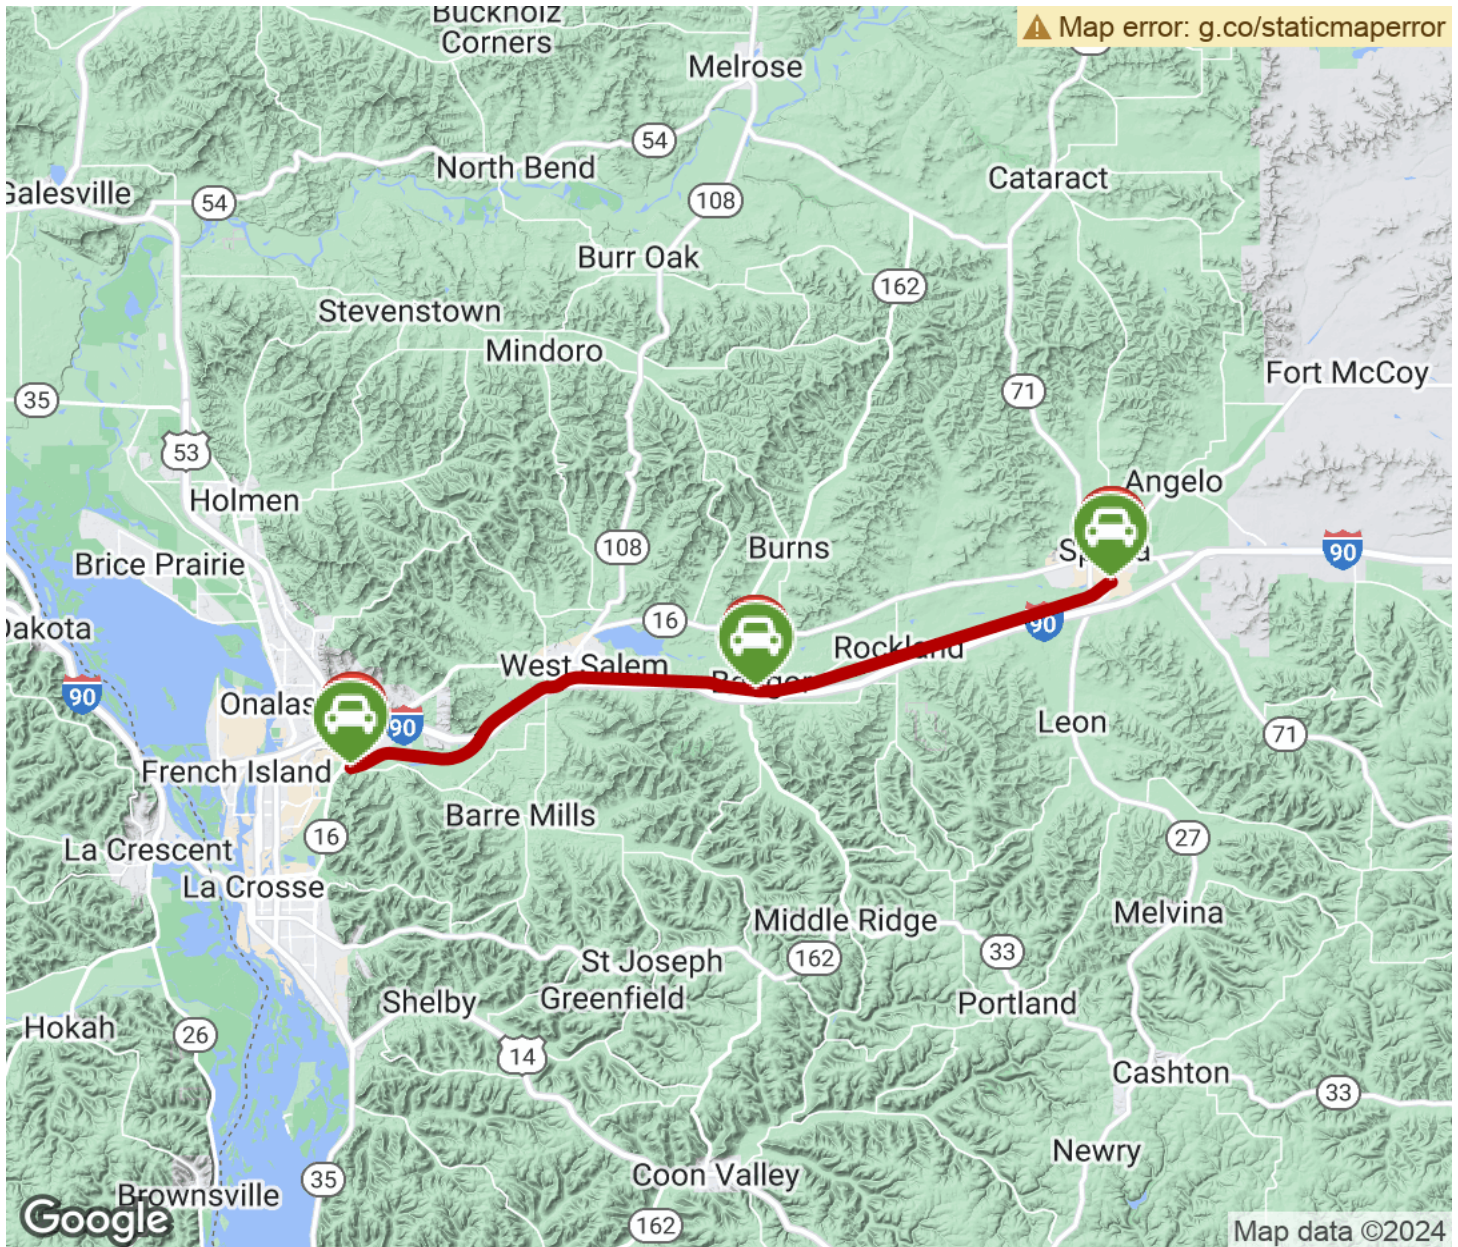 Buckholz
Corners
Map error: g.co/staticmaperror
Melrose
54
North Bend
Cataract
Galesville
54
108
Burr Oak
162
Stevenstown
Mindoro
Fort McCoy
35
71
53
Angelo
Holmen
108
Burns
90
Brice Prairie
16
90
Dakota
Rockland
West Salem
90
Onalas
90
Leon
71
French Island
Barre Mills
16
27
La Crescent
La Crosse
Melvina
Middle Ridge
33
162
St Joseph
Greenfield
Shelby
Portland
Hokah
26
14
Cashton
33
Newry
35
Coon Valley
Brownsville
Google
162
Map data ©2024